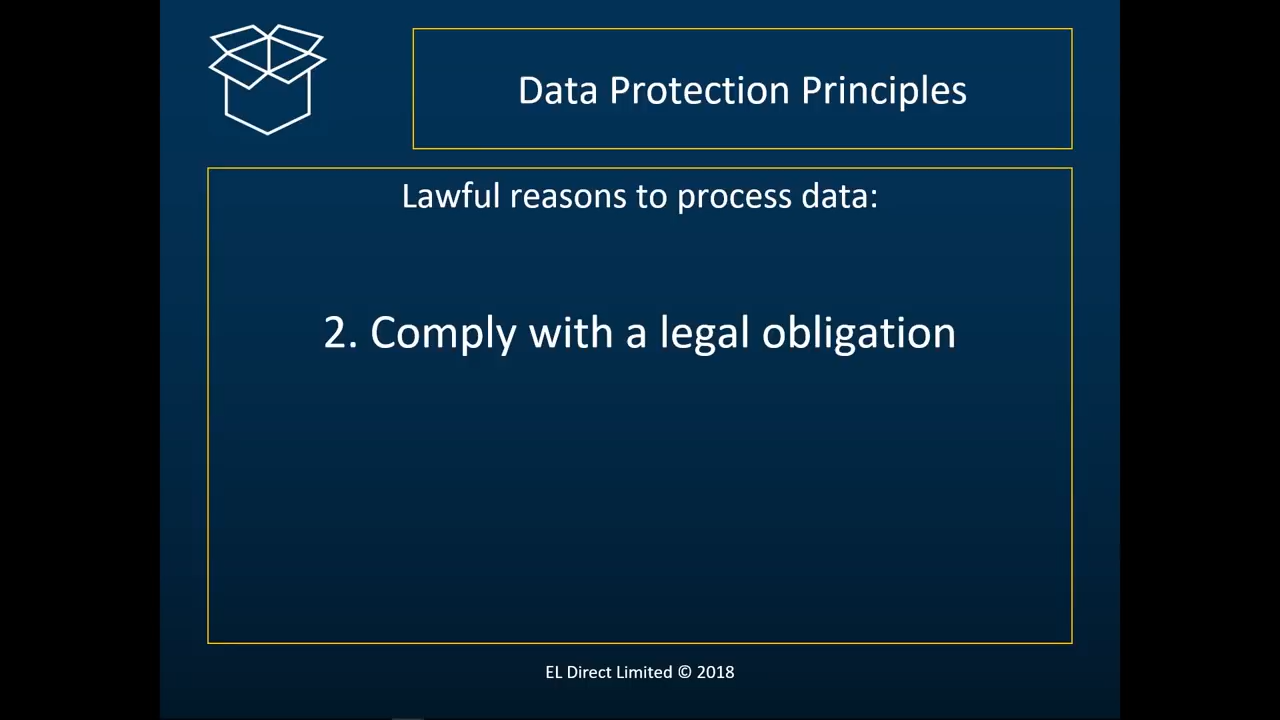 Data Protection Principles
Lawful reasons to process data:
2. Comply with a legal obligation
EL Direct Limited © 2018